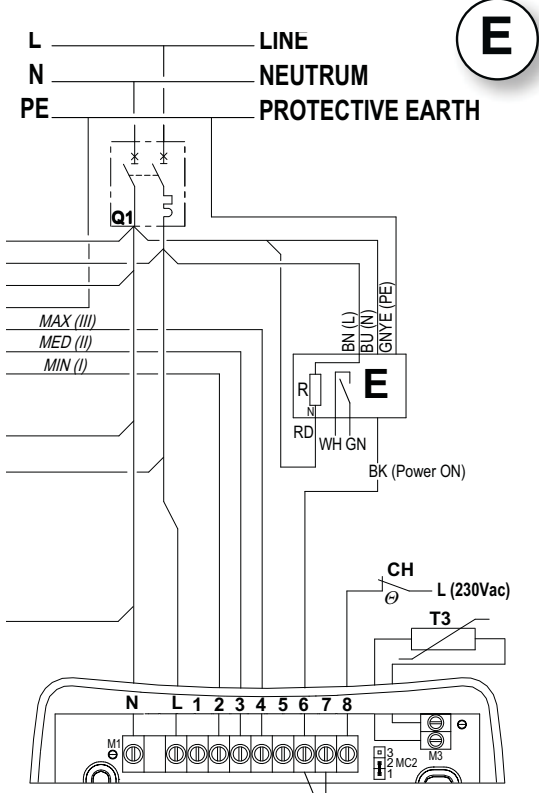 L LINE
E
N NEUTRUM
PE PROTECTIVE EARTH
Q1
MAX (III)
MED (II)
MIN (I)
BN (L)
BU (N)
GNYE (PE)
R
E
N
RD
WH GN
BK (Power ON)
CH
Θ
L (230Vac)
T3
N L 1 2 3 4 5 6 7 8
M1
3
2 MC2
1
M3